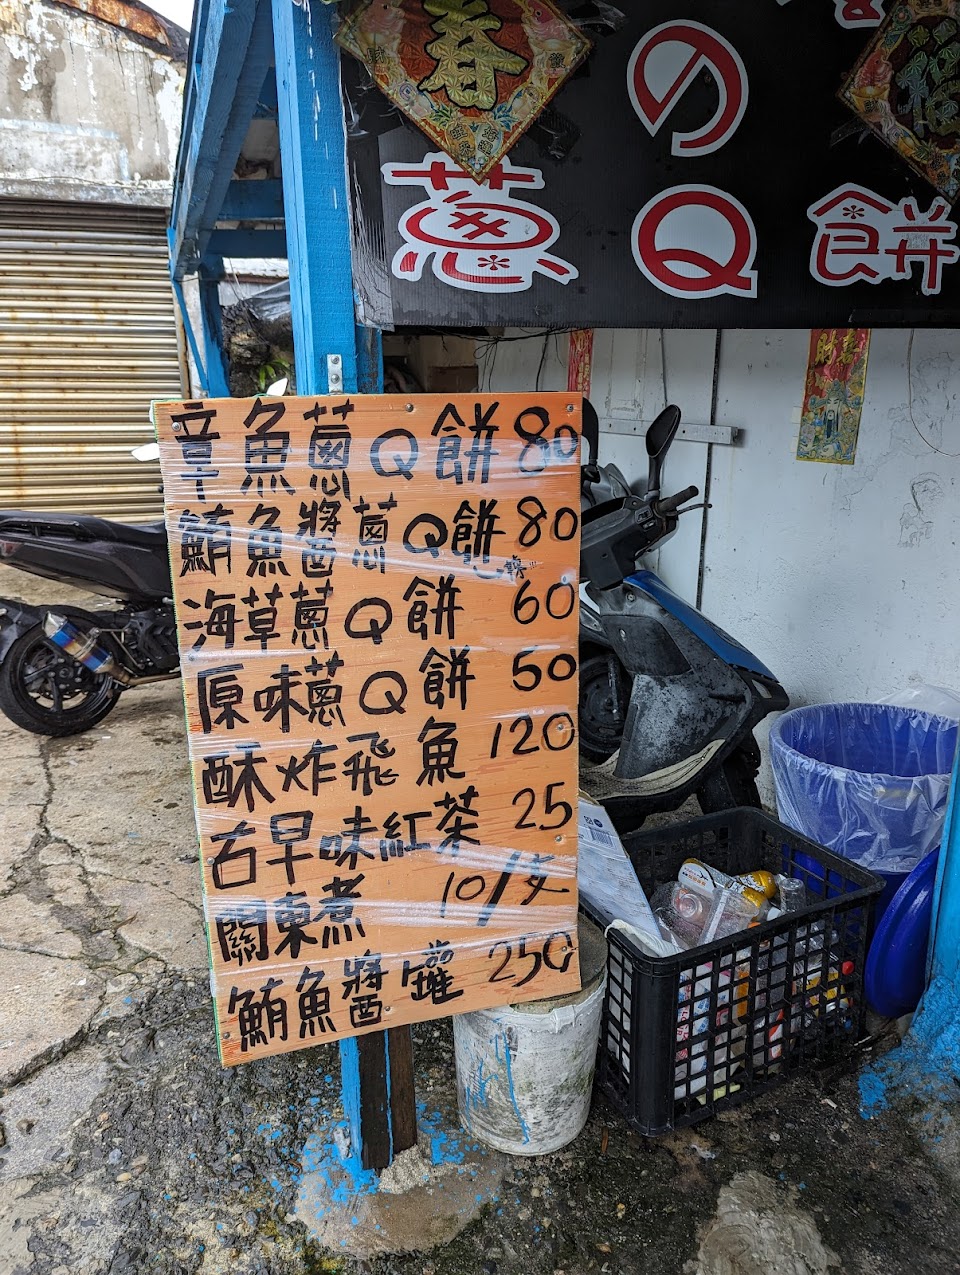 春
の
蔥Q餅
章魚蔥Q餅 80
鮪魚醬蔥Q餅 80
海草蔥Q餅 60
原味蔥Q餅 50
酥炸飛魚 120
古早味紅茶 25
關東煮 10/支
鮪魚醬罐 250